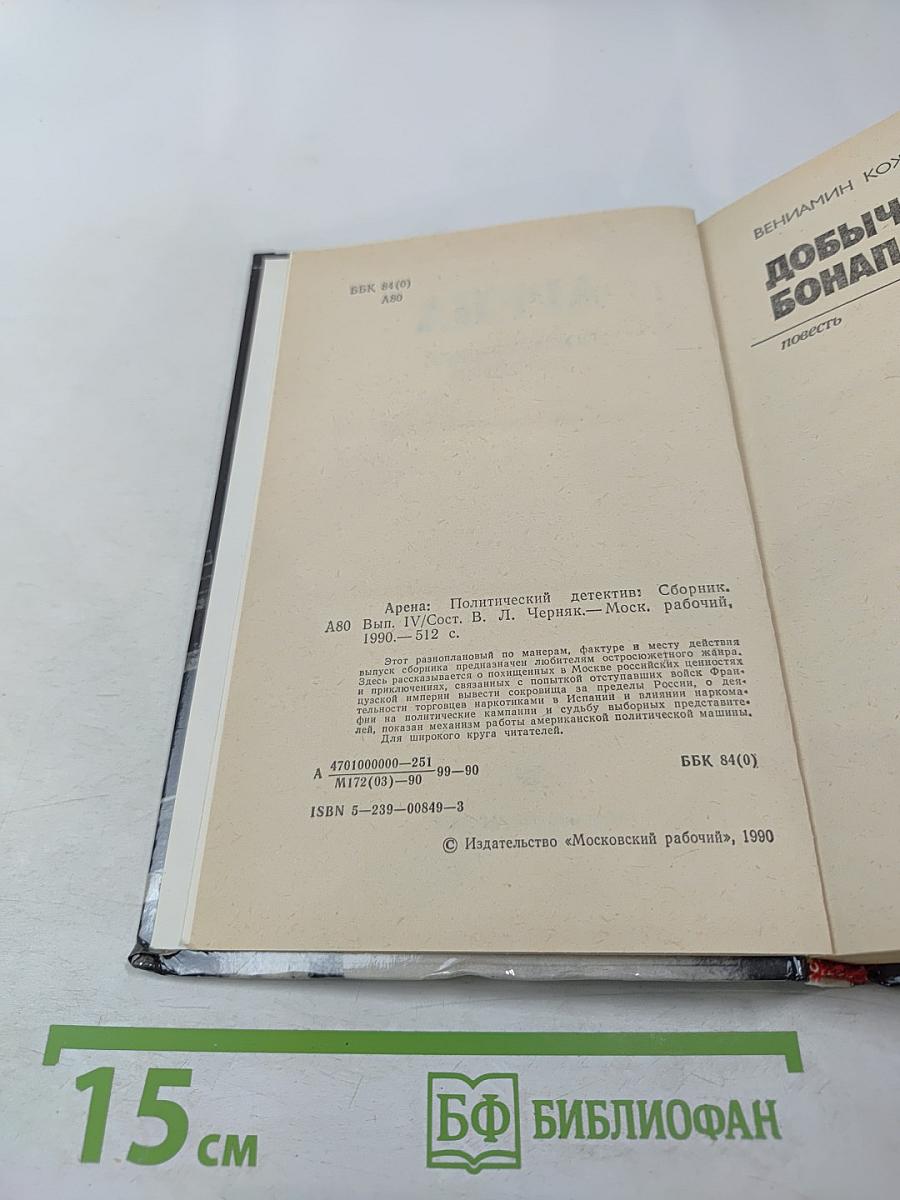 ББК 84(0)
А80
Арена: Политический детектив: Сборник.
А80 Вып. IV/Сост. В. Л. Черняк.— Моск. рабочий,
1990.— 512 с.
Этот разноплановый по манерам, фактуре и месту действия
выпуск сборника предназначен любителям остросюжетного жанра.
Здесь рассказывается о похищенных в Москве российских ценностях
и приключениях, связанных с попыткой отступавших войск Фран-
цузской империи вывести сокровища за пределы России, о дея-
тельности торговцев наркотиками в Испании и влиянии наркома-
фии на политические кампании и судьбу выборных представите-
лей, показан механизм работы американской политической машины.
Для широкого круга читателей.
А 4701000000—251
М172(03)—90 99—90
ББК 84(0)
ISBN 5—239—00849—3
© Издательство «Московский рабочий», 1990
ВЕНИАМИН КОЖ
ДОБЫЧ
БОНАП
повесть
15 см
БФ БИБЛИОФАН